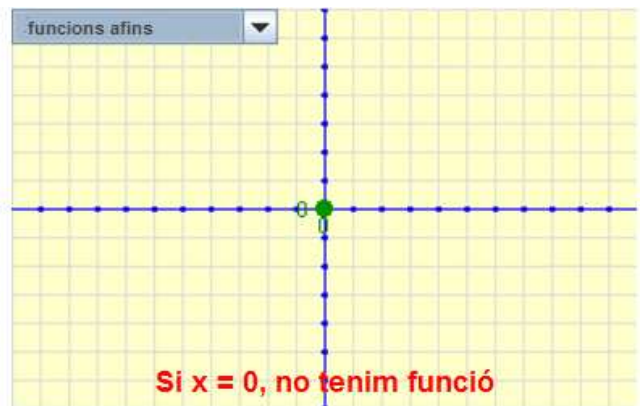 funcions afins
0
0
Si x = 0, no tenim funció